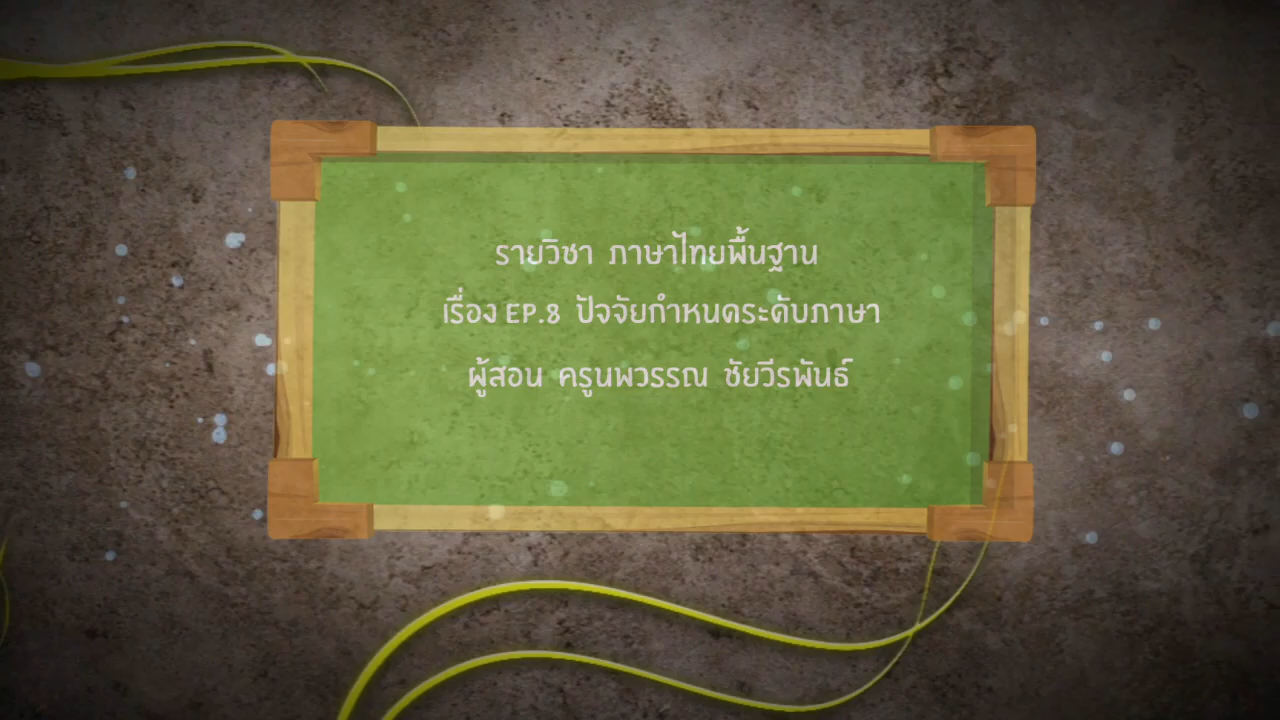 รายวิชา ภาษาไทยพื้นฐาน
เรื่อง EP.8 ปัจจัยกำหนดระดับภาษา
ผู้สอน ครูนพวรรณ ชัยวีรพันธ์